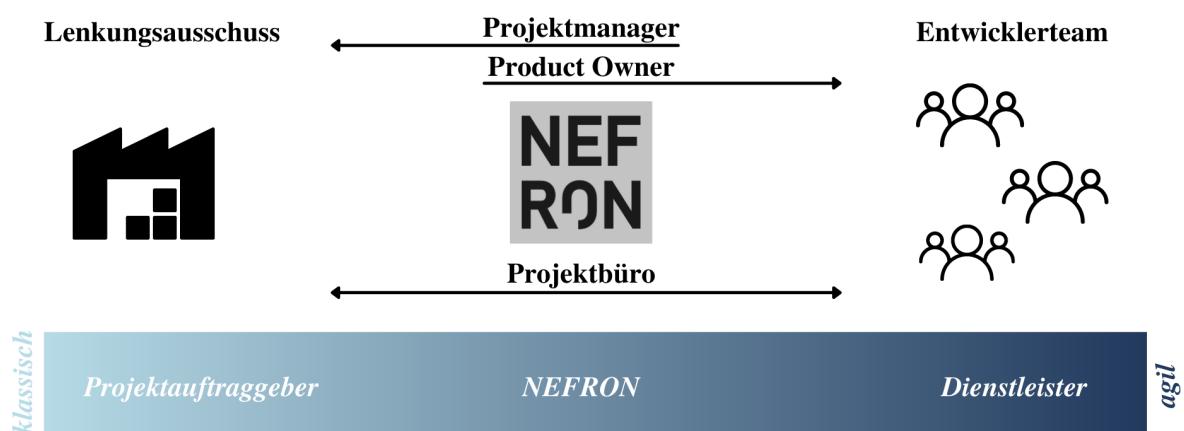 Lenkungsausschuss
Projektmanager
Product Owner
Entwicklerteam
NEF
RON
Projektbüro
klassisch
Projektauftraggeber
NEFRON
Dienstleister
agil